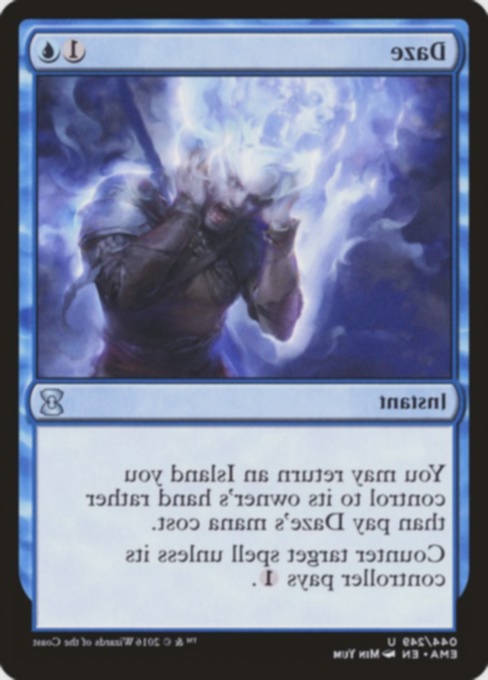 Daze 1
Instant
You may return an Island you
control to its owner's hand rather
than pay Daze's mana cost.
Counter target spell unless its
controller pays 1.
044/249 U
EMA • EN Min Yum
™ & © 2016 Wizards of the Coast